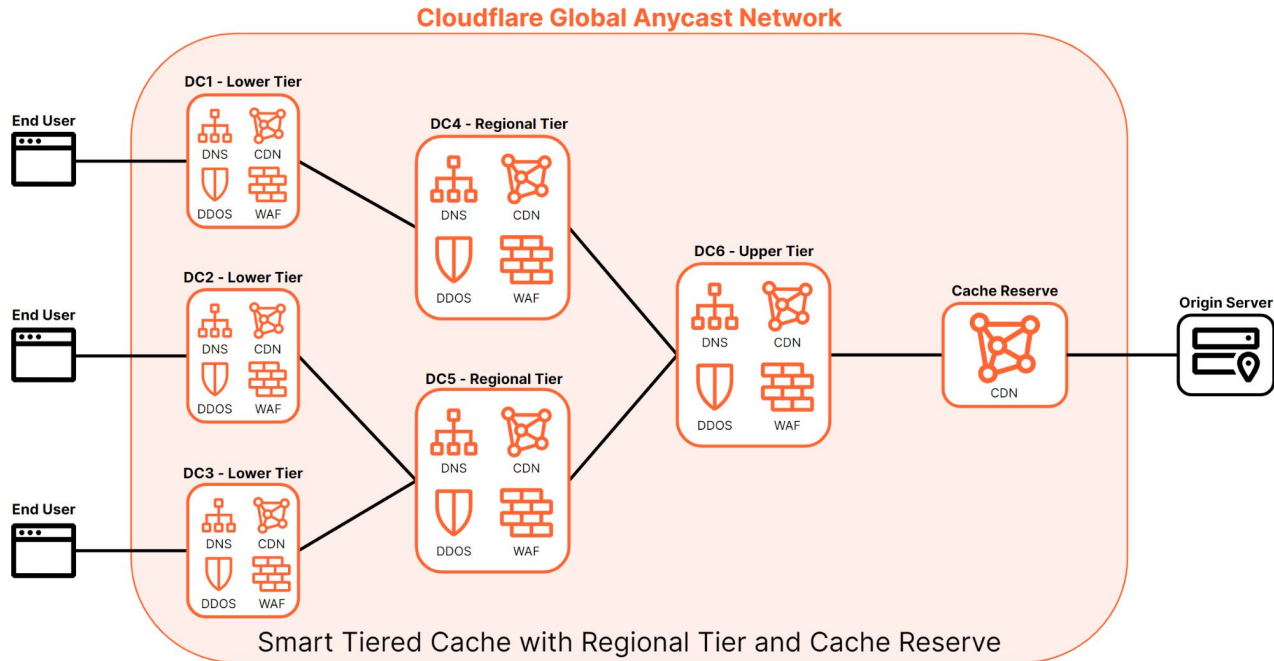 Cloudflare Global Anycast Network
DC1 - Lower Tier
End User
DNS CDN
DDOS WAF
DC4 - Regional Tier
DNS CDN
DDOS WAF
DC2 - Lower Tier
End User
DNS CDN
DDOS WAF
DC6 - Upper Tier
DNS CDN
DDOS WAF
Cache Reserve
CDN
Origin Server
DC5 - Regional Tier
DNS CDN
DDOS WAF
DC3 - Lower Tier
End User
DNS CDN
DDOS WAF
Smart Tiered Cache with Regional Tier and Cache Reserve